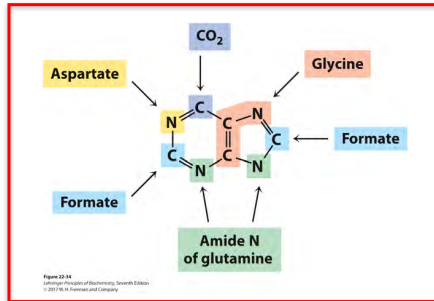 CO₂
Aspartate
Glycine
C
N
N
C
C
C
C
N
N
Formate
Formate
Amide N
of glutamine
Figure 22-34
Lehninger Principles of Biochemistry, Seventh Edition
© 2017 W. H. Freeman and Company